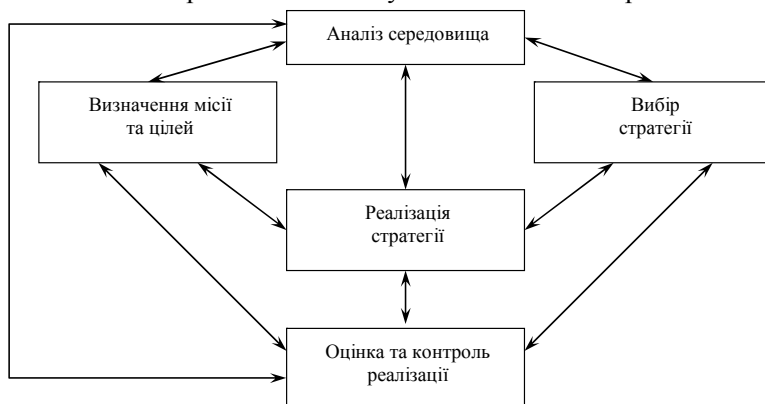 Аналіз середовища
Визначення місії
та цілей
Вибір
стратегії
Реалізація
стратегії
Оцінка та контроль
реалізації